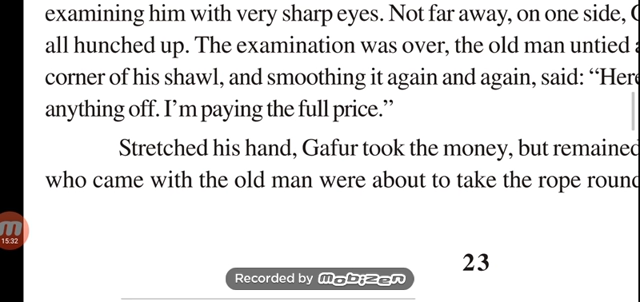 examining him with very sharp eyes. Not far away, on one side,
all hunched up. The examination was over, the old man untied
corner of his shawl, and smoothing it again and again, said: “Here
anything off. I’m paying the full price.”
Stretched his hand, Gafur took the money, but remained
who came with the old man were about to take the rope round
15:32
Recorded by mobizen
23